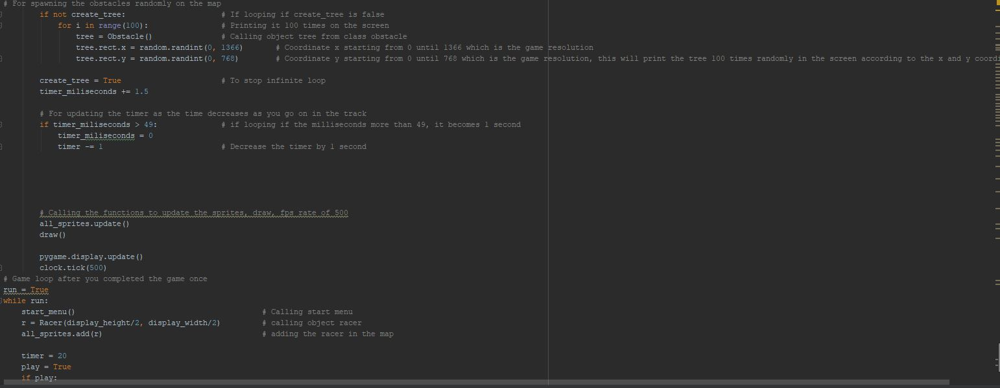 # For spawning the obstacles randomly on the map
if not create_tree: # If looping if create_tree is false
for i in range(100): # Printing it 100 times on the screen
tree = Obstacle() # Calling object tree from class obstacle
tree.rect.x = random.randint(0, 1366) # Coordinate x starting from 0 until 1366 which is the game resolution
tree.rect.y = random.randint(0, 768) # Coordinate y starting from 0 until 768 which is the game resolution, this will print the tree 100 times randomly in the screen according to the x and y coordi
create_tree = True # To stop infinite loop
timer_miliseconds += 1.5
# For updating the timer as the time decreases as you go on in the track
if timer_miliseconds > 49: # if looping if the milliseconds more than 49, it becomes 1 second
timer_miliseconds = 0
timer -= 1 # Decrease the timer by 1 second
# Calling the functions to update the sprites, draw, fps rate of 500
all_sprites.update()
draw()
pygame.display.update()
clock.tick(500)
# Game loop after you completed the game once
run = True
while run:
start_menu() # Calling start menu
r = Racer(display_height/2, display_width/2) # calling object racer
all_sprites.add(r) # adding the racer in the map
timer = 20
play = True
if play: